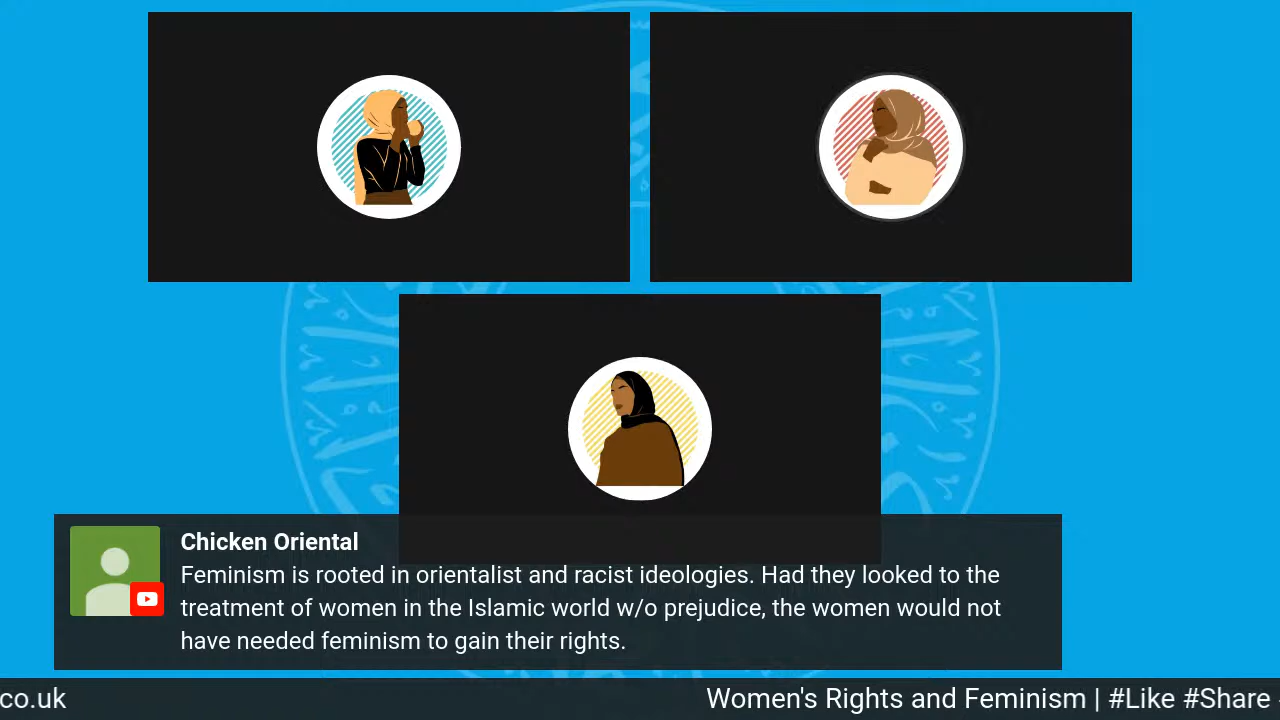 Chicken Oriental
Feminism is rooted in orientalist and racist ideologies. Had they looked to the
treatment of women in the Islamic world w/o prejudice, the women would not
have needed feminism to gain their rights.
co.uk
Women's Rights and Feminism | #Like #Share